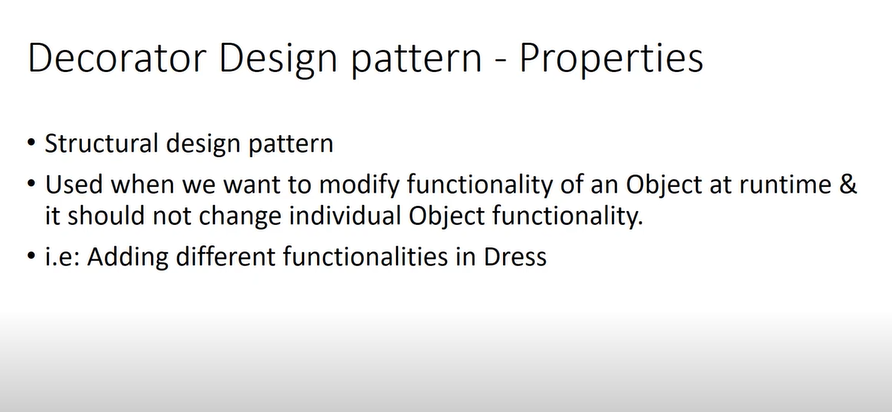 Decorator Design pattern - Properties
• Structural design pattern
• Used when we want to modify functionality of an Object at runtime &
it should not change individual Object functionality.
• i.e: Adding different functionalities in Dress